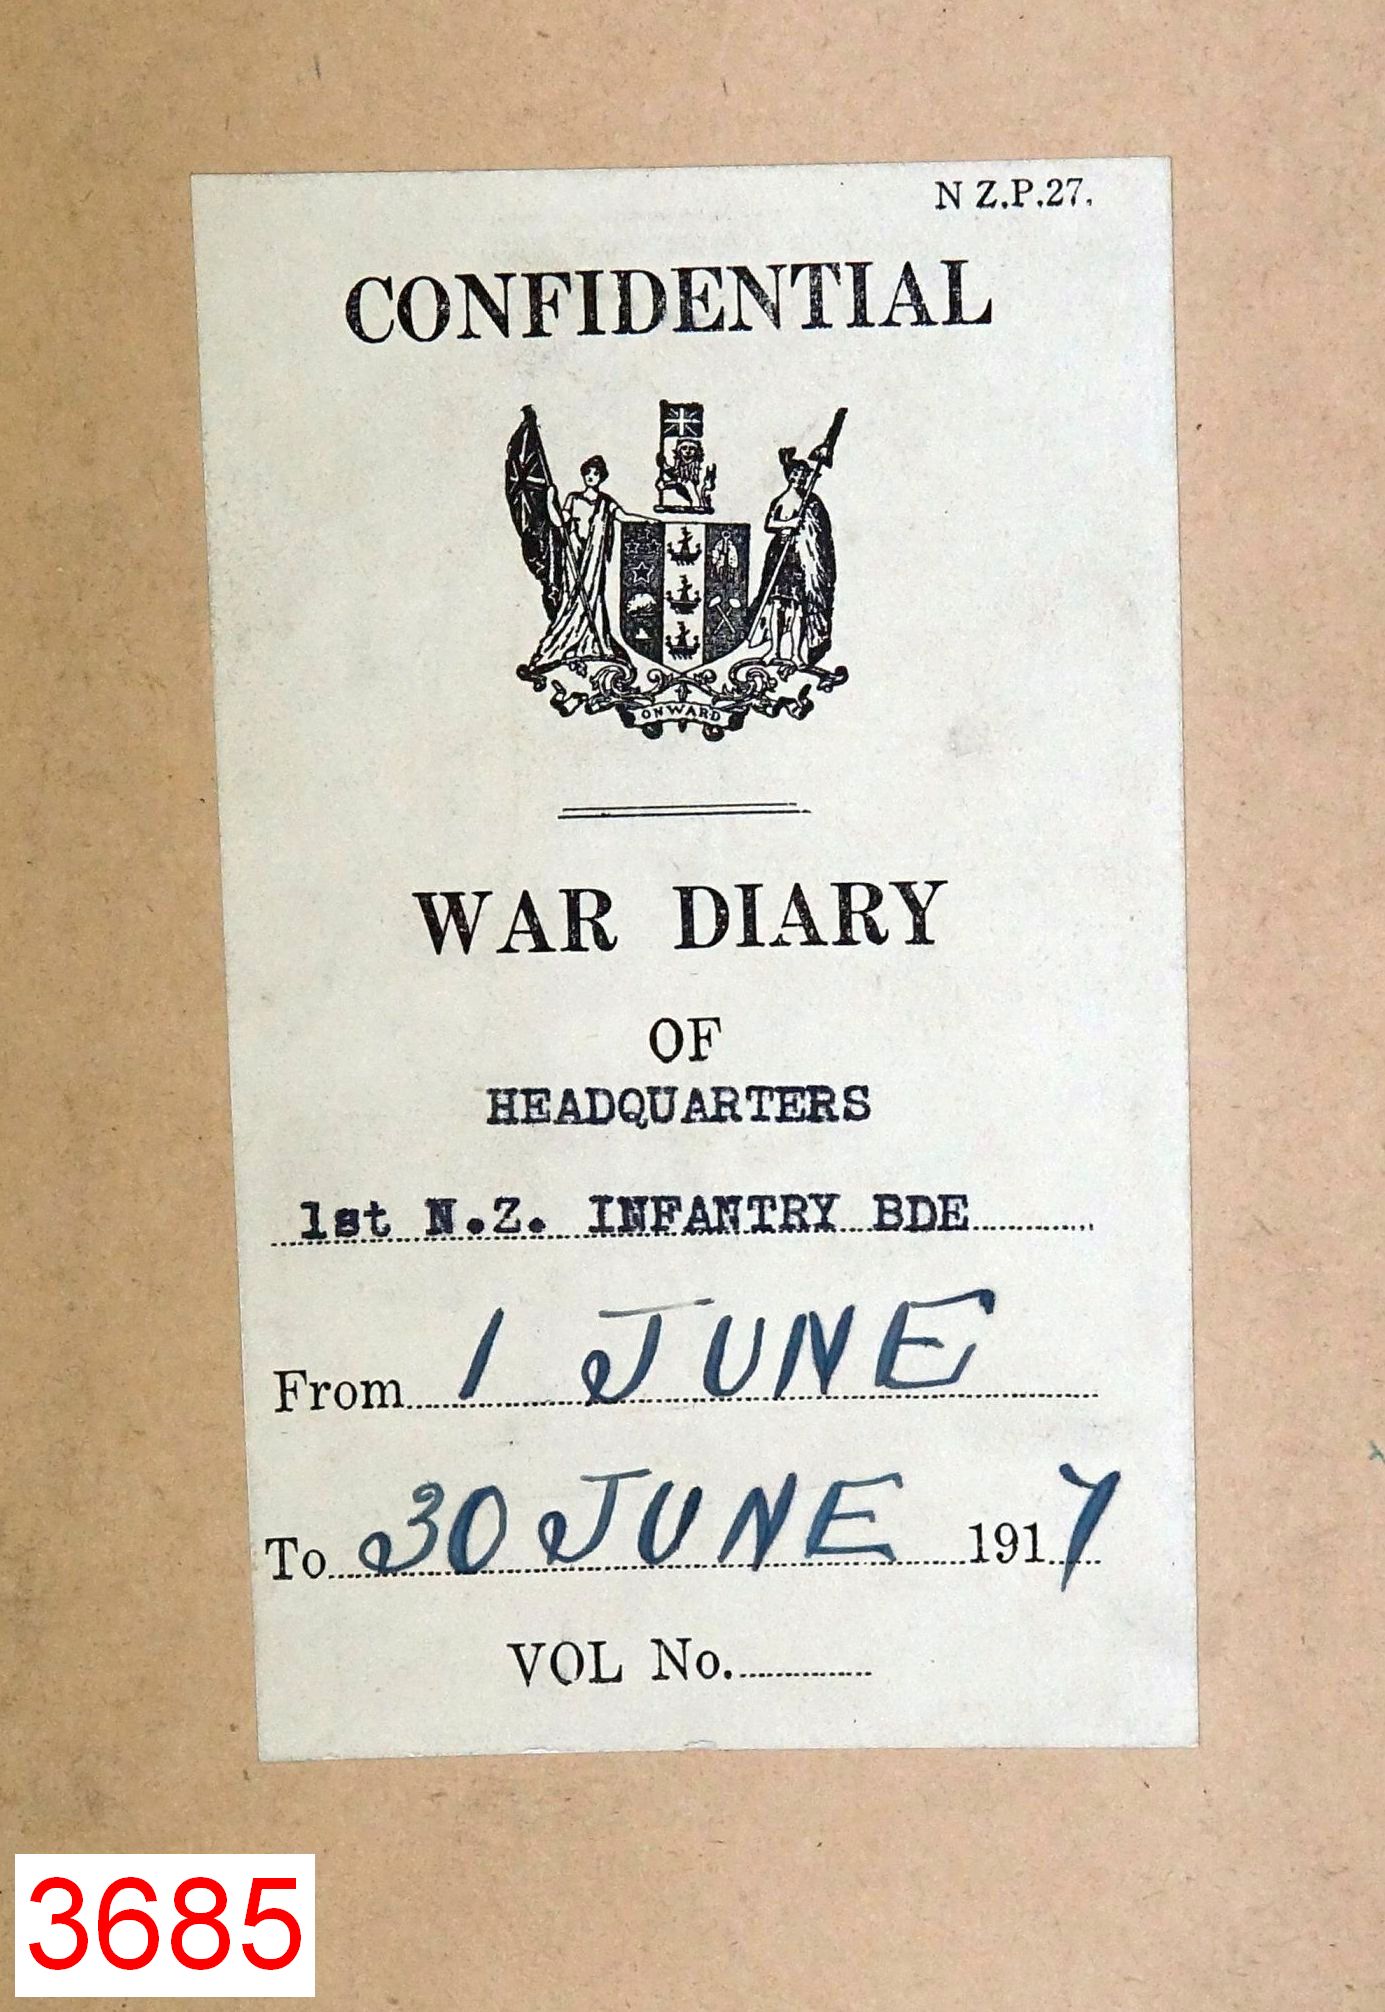 N Z.P.27.
CONFIDENTIAL
ONWARD
WAR DIARY
OF
HEADQUARTERS
1st N.Z. INFANTRY BDE
From 1 JUNE
To 30 JUNE 1917
VOL No.
3685